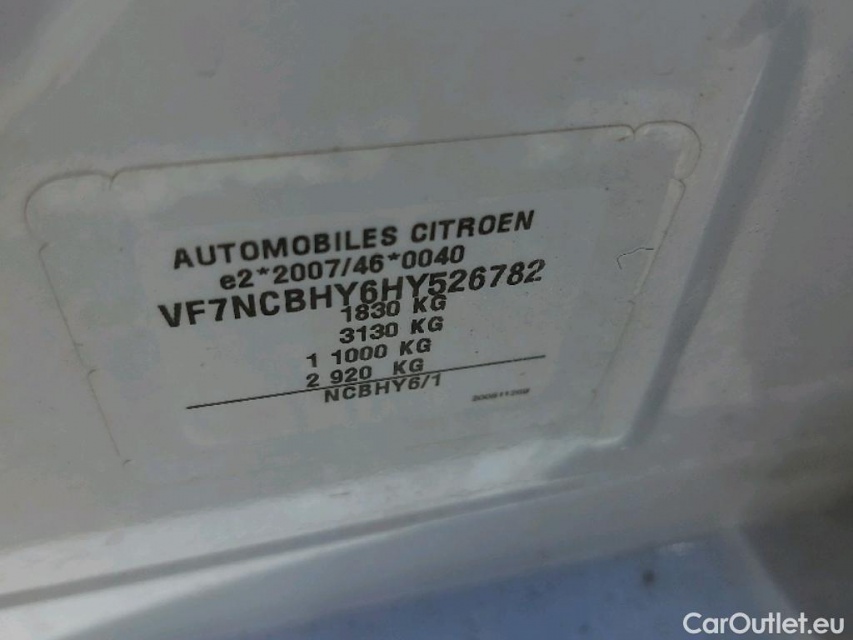 AUTOMOBILES CITROEN
e2*2007/46*0040
VF7NCBHY6HY526782
1830 KG
3130 KG
1 1000 KG
2 920 KG
NCBHY6/1
CarOutlet.eu